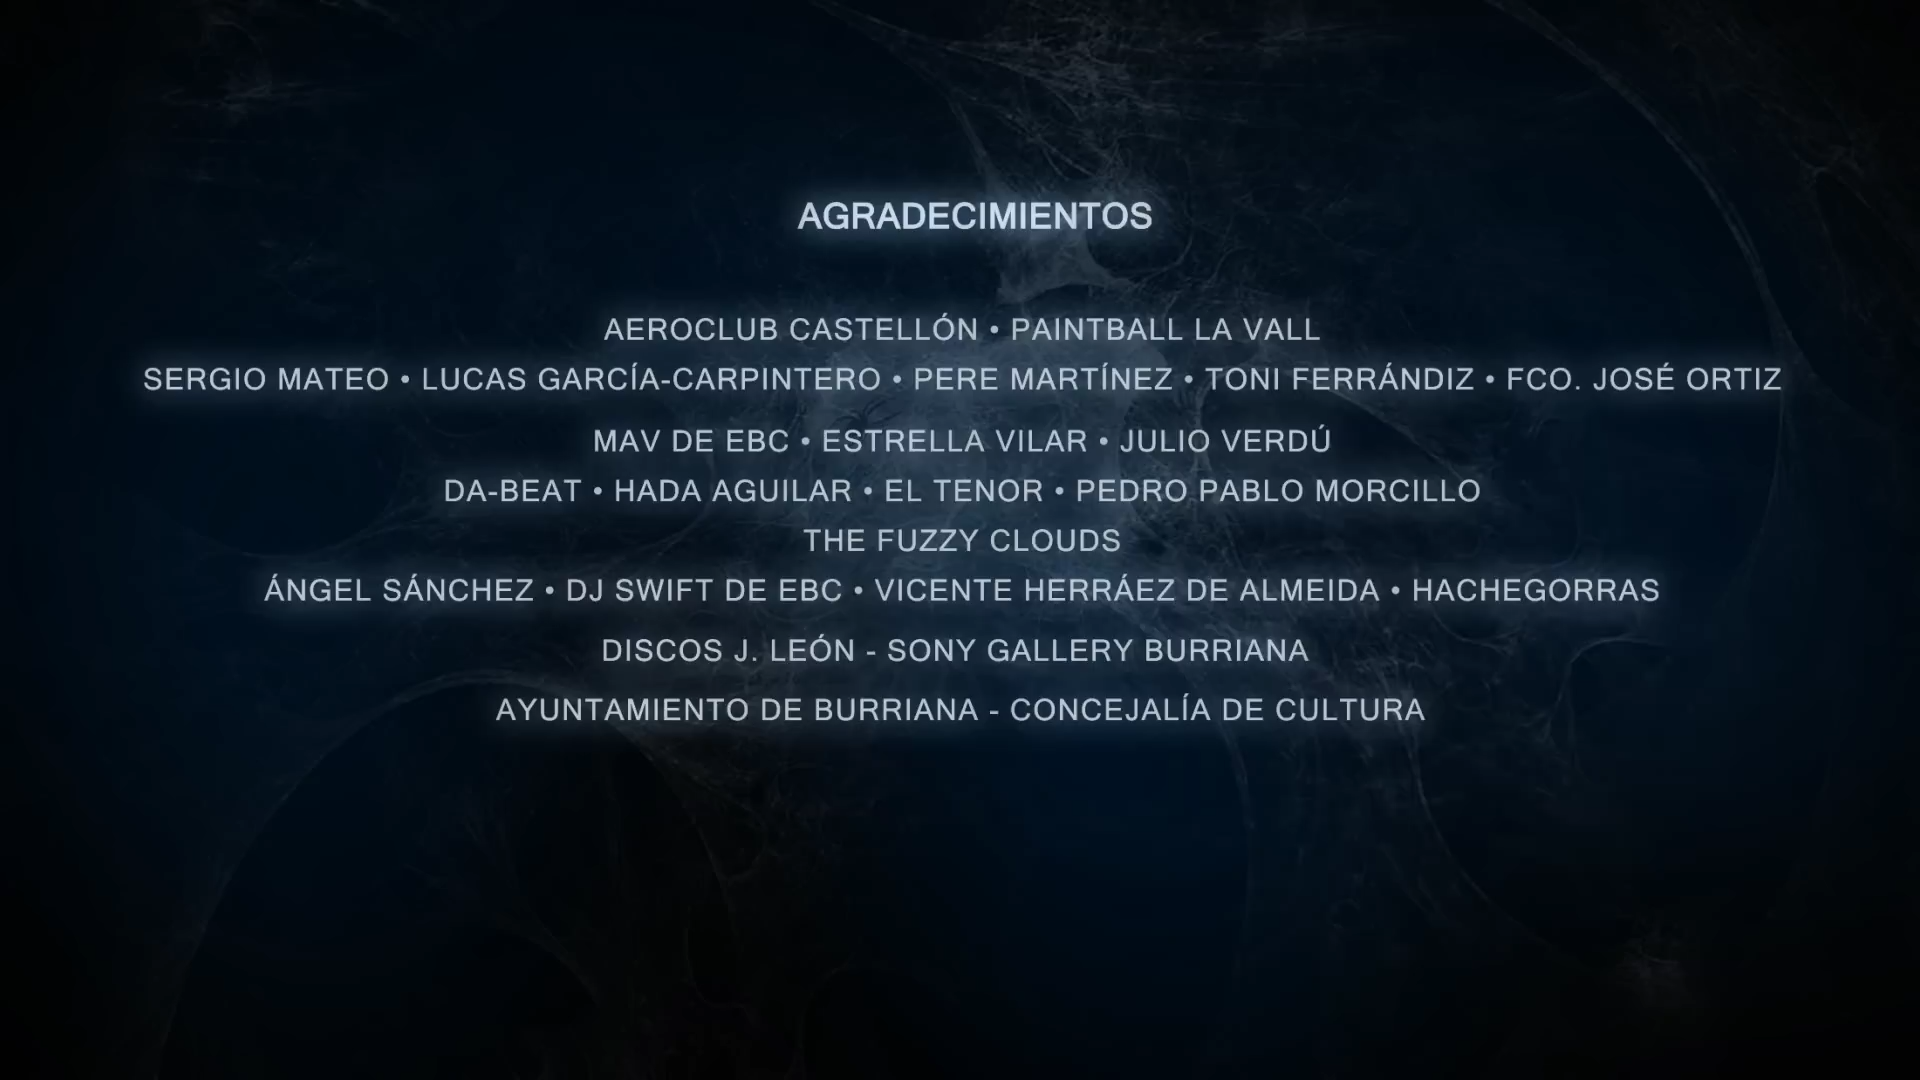 AGRADECIMIENTOS
AEROCLUB CASTELLÓN • PAINTBALL LA VALL
SERGIO MATEO • LUCAS GARCÍA-CARPINTERO • PERE MARTÍNEZ • TONI FERRÁNDIZ • FCO. JOSÉ ORTIZ
MAV DE EBC • ESTRELLA VILAR • JULIO VERDÚ
DA-BEAT • HADA AGUILAR • EL TENOR • PEDRO PABLO MORCILLO
THE FUZZY CLOUDS
ÁNGEL SÁNCHEZ • DJ SWIFT DE EBC • VICENTE HERRÁEZ DE ALMEIDA • HACHEGORRAS
DISCOS J. LEÓN - SONY GALLERY BURRIANA
AYUNTAMIENTO DE BURRIANA - CONCEJALÍA DE CULTURA